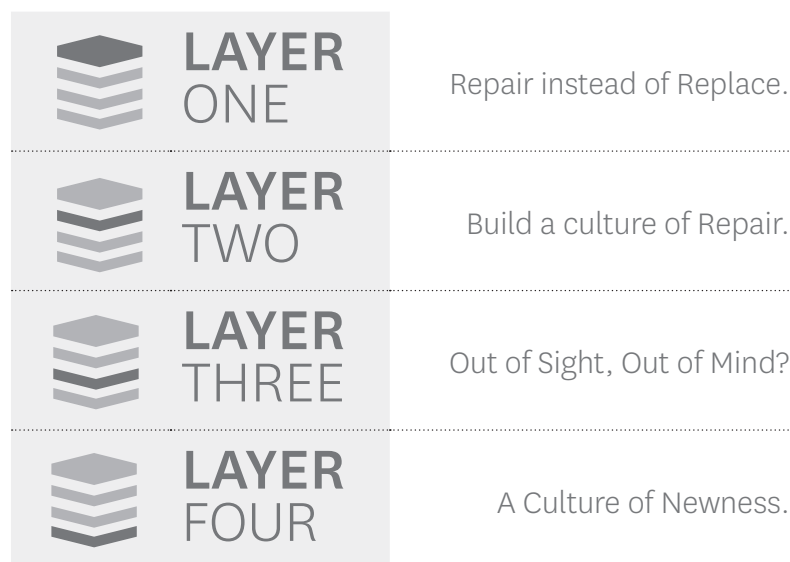 LAYER
ONE
Repair instead of Replace.
LAYER
TWO
Build a culture of Repair.
LAYER
THREE
Out of Sight, Out of Mind?
LAYER
FOUR
A Culture of Newness.